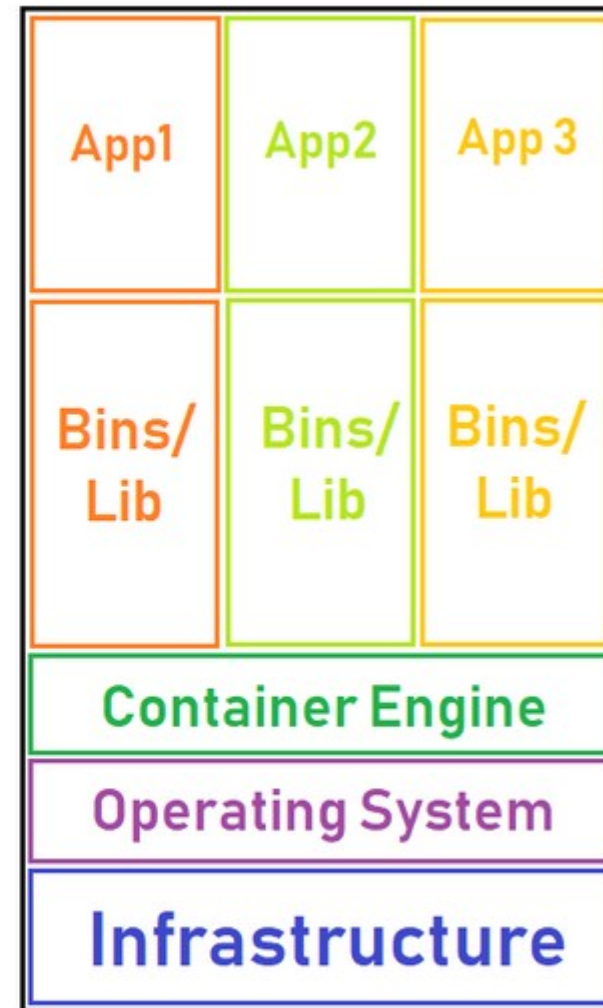 App1 App2 App 3
Bins/ Bins/ Bins/
Lib Lib Lib
Container Engine
Operating System
Infrastructure